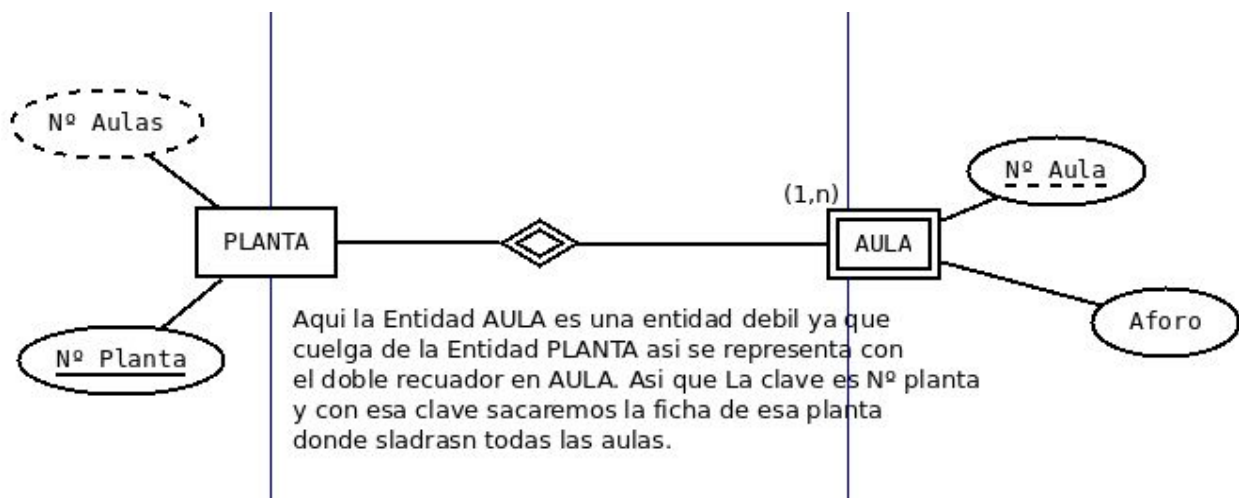 Nº Aulas
(1,n)
Nº Aula
PLANTA
AULA
Nº Planta
Aforo
Aqui la Entidad AULA es una entidad debil ya que
cuelga de la Entidad PLANTA asi se representa con
el doble recuador en AULA. Asi que La clave es Nº planta
y con esa clave sacaremos la ficha de esa planta
donde sladrasn todas las aulas.